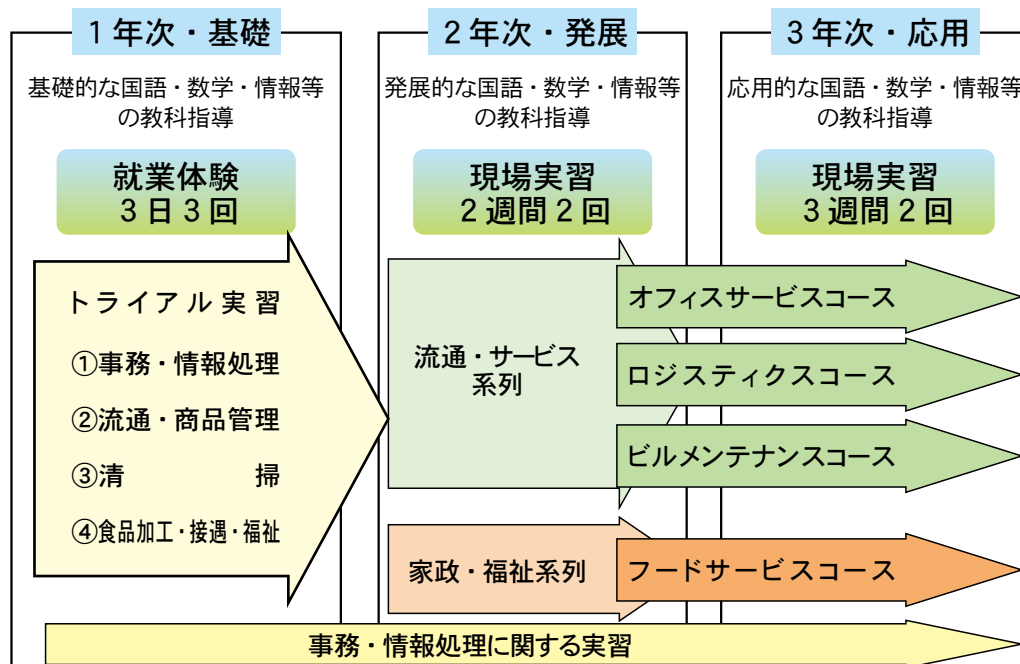 1年次・基礎
基礎的な国語・数学・情報等
の教科指導
就業体験
3日3回
トライアル実習
①事務・情報処理
②流通・商品管理
③清掃
④食品加工・接遇・福祉
2年次・発展
発展的な国語・数学・情報等
の教科指導
現場実習
2週間2回
流通・サービス
系列
家政・福祉系列
3年次・応用
応用的な国語・数学・情報等
の教科指導
現場実習
3週間2回
オフィスサービスコース
ロジスティクスコース
ビルメンテナンスコース
フードサービスコース
事務・情報処理に関する実習